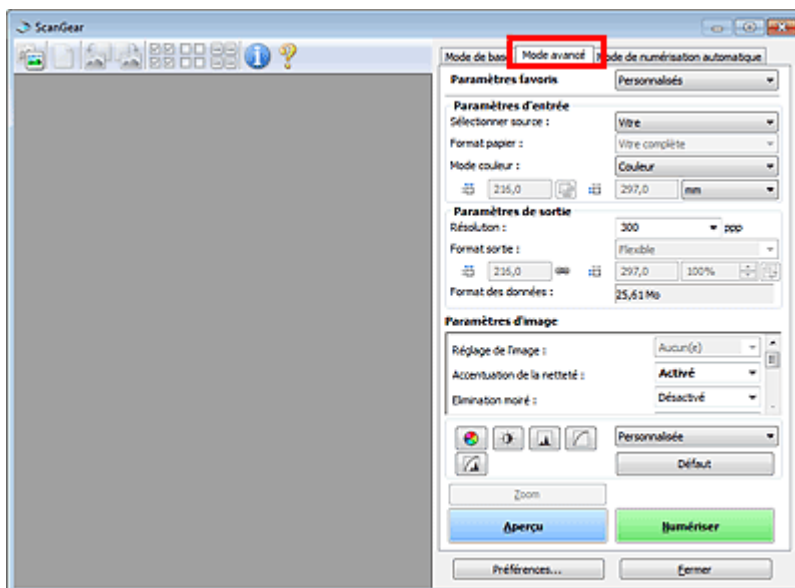 ScanGear
Mode de base Mode avancé Mode de numérisation automatique
Paramètres favoris Personnalisés
Paramètres d'entrée
Sélectionner source : Vitre
Format papier : Vitre complète
Mode couleur : Couleur
216,0 297,0 mm
Paramètres de sortie
Résolution : 300 ppp
Format sortie : Flexible
216,0 297,0 100%
Format des données : 25,61 Mo
Paramètres d'image
Réglage de l'image : Aucun(e)
Accentuation de la netteté : Activé
Elimination moiré : Désactivé
Personnalisée
Défaut
Zoom
Aperçu Numériser
Préférences... Fermer